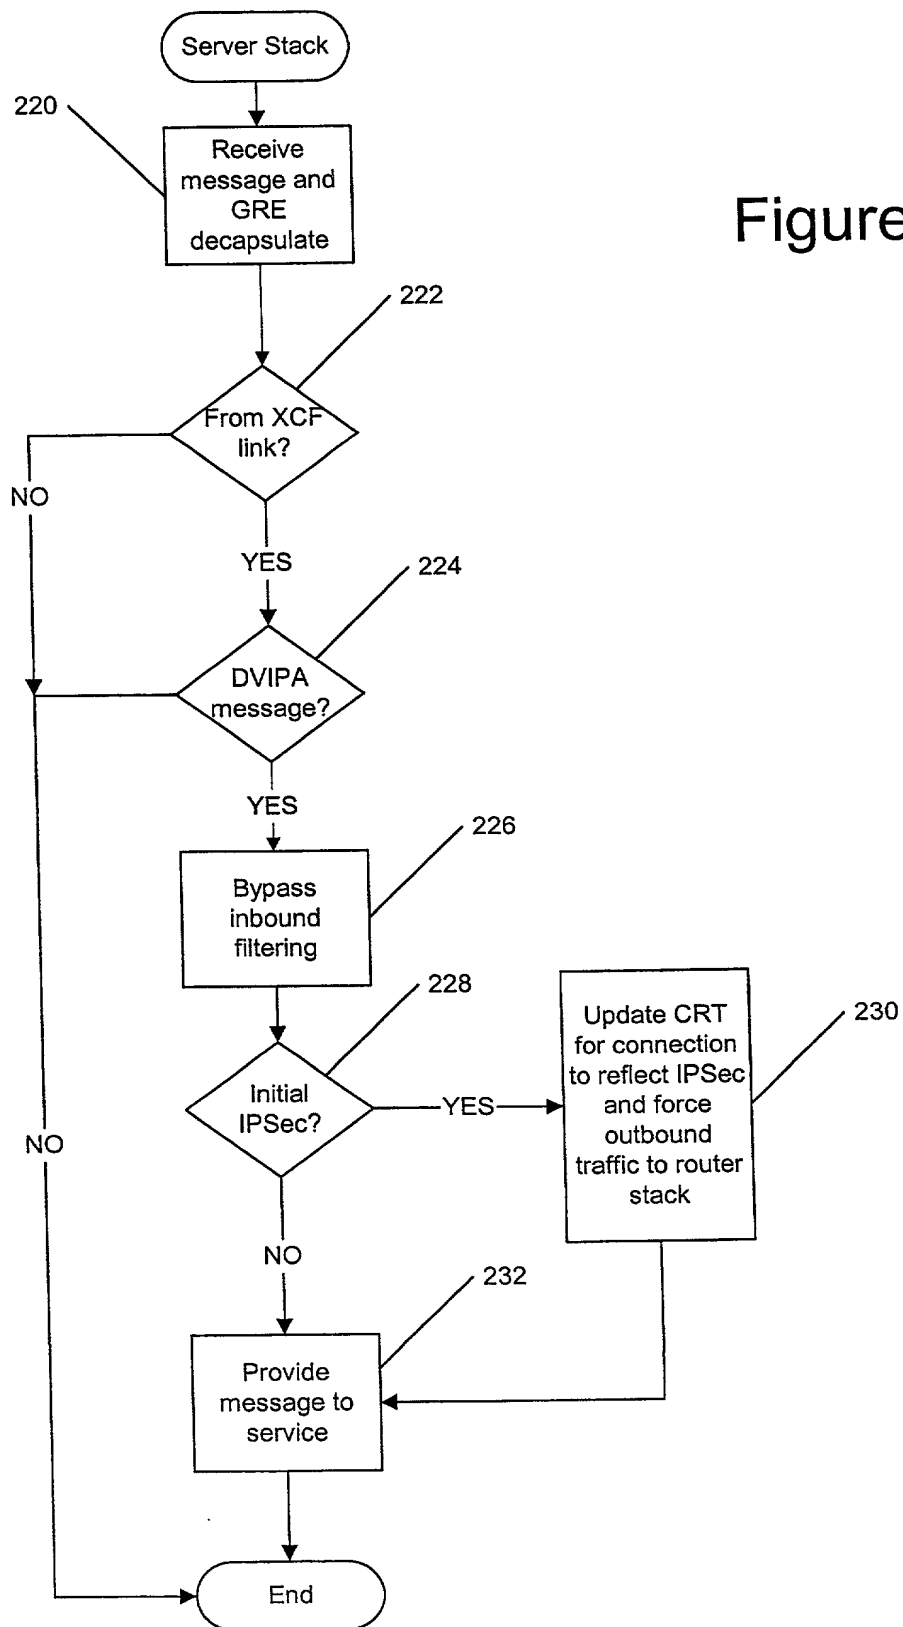 Server Stack
220
Receive
message and
GRE
decapsulate
Figure
222
From XCF
link?
NO
YES
224
DVIPA
message?
YES
226
Bypass
inbound
filtering
228
Initial
IPSec?
YES
Update CRT
for connection
to reflect IPSec
and force
outbound
traffic to router
stack
230
NO
NO
232
Provide
message to
service
End